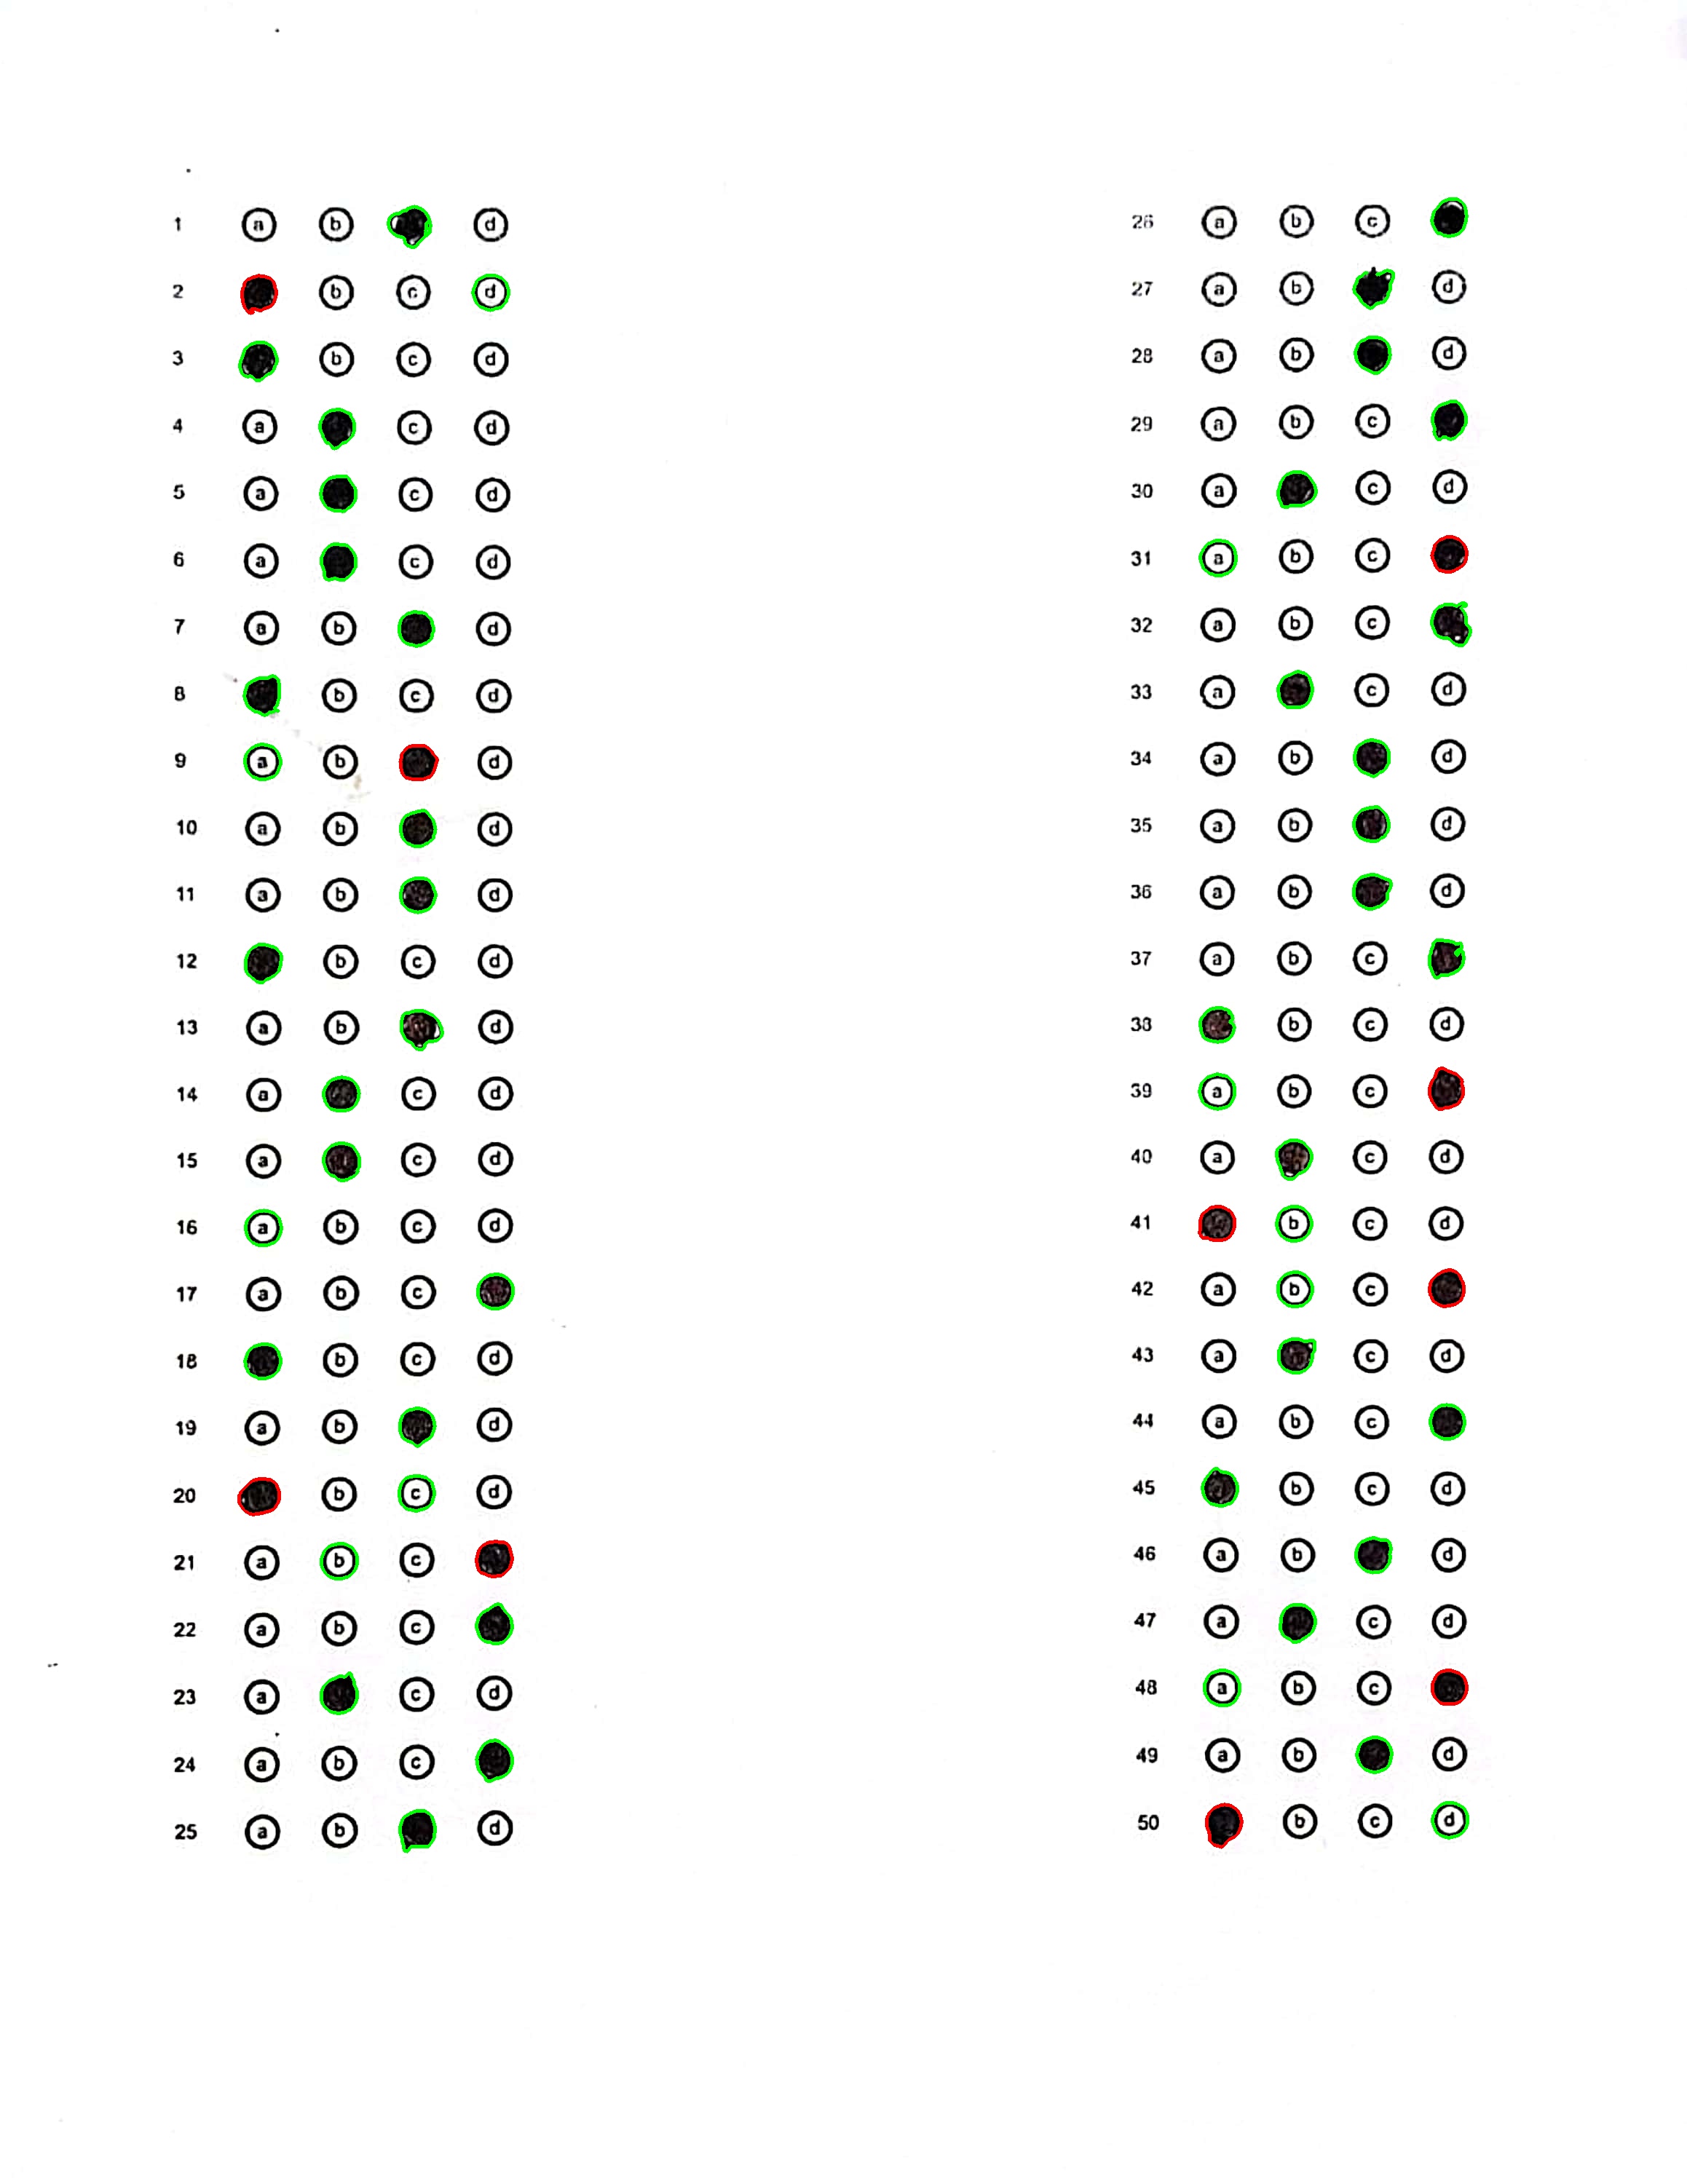 1 a b d
2 b c d
3 b c d
4 a c d
5 a c d
6 a c d
7 a b d
8 b c d
9 a b d
10 a b d
11 a b d
12 b c d
13 a b d
14 a c d
15 a c d
16 a b c d
17 a b c
18 b c d
19 a b d
20 b c d
21 a b c
22 a b c
23 a c d
24 a b c
25 a b d
26 a b c
27 a b d
28 a b d
29 a b c
30 a c d
31 a b c
32 a b c
33 a c d
34 a b d
35 a b d
36 a b d
37 a b c
38 b c d
39 a b c
40 a c d
41 b c d
42 a b c
43 a c d
44 a b c
45 b c d
46 a b d
47 a c d
48 a b c
49 a b d
50 b c d